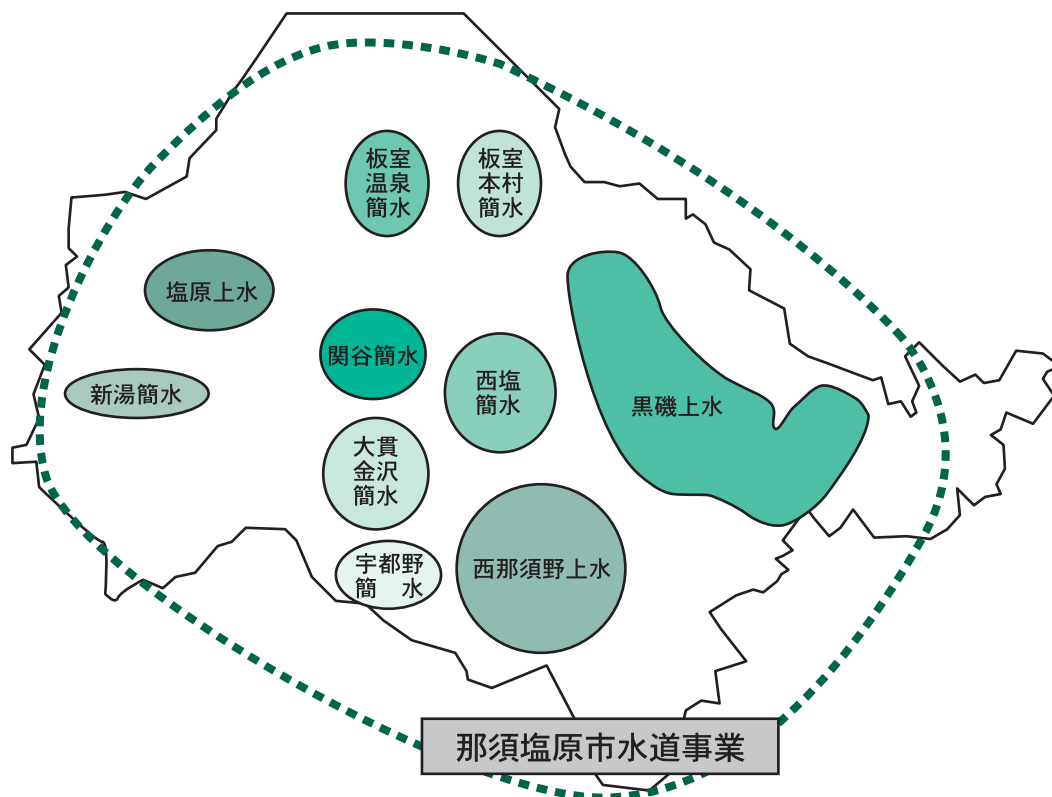 板室
温泉
簡水
板室
本村
簡水
塩原上水
関谷簡水
西塩
簡水
黒磯上水
新湯簡水
大貫
金沢
簡水
宇都野
簡　水
西那須野上水
那須塩原市水道事業